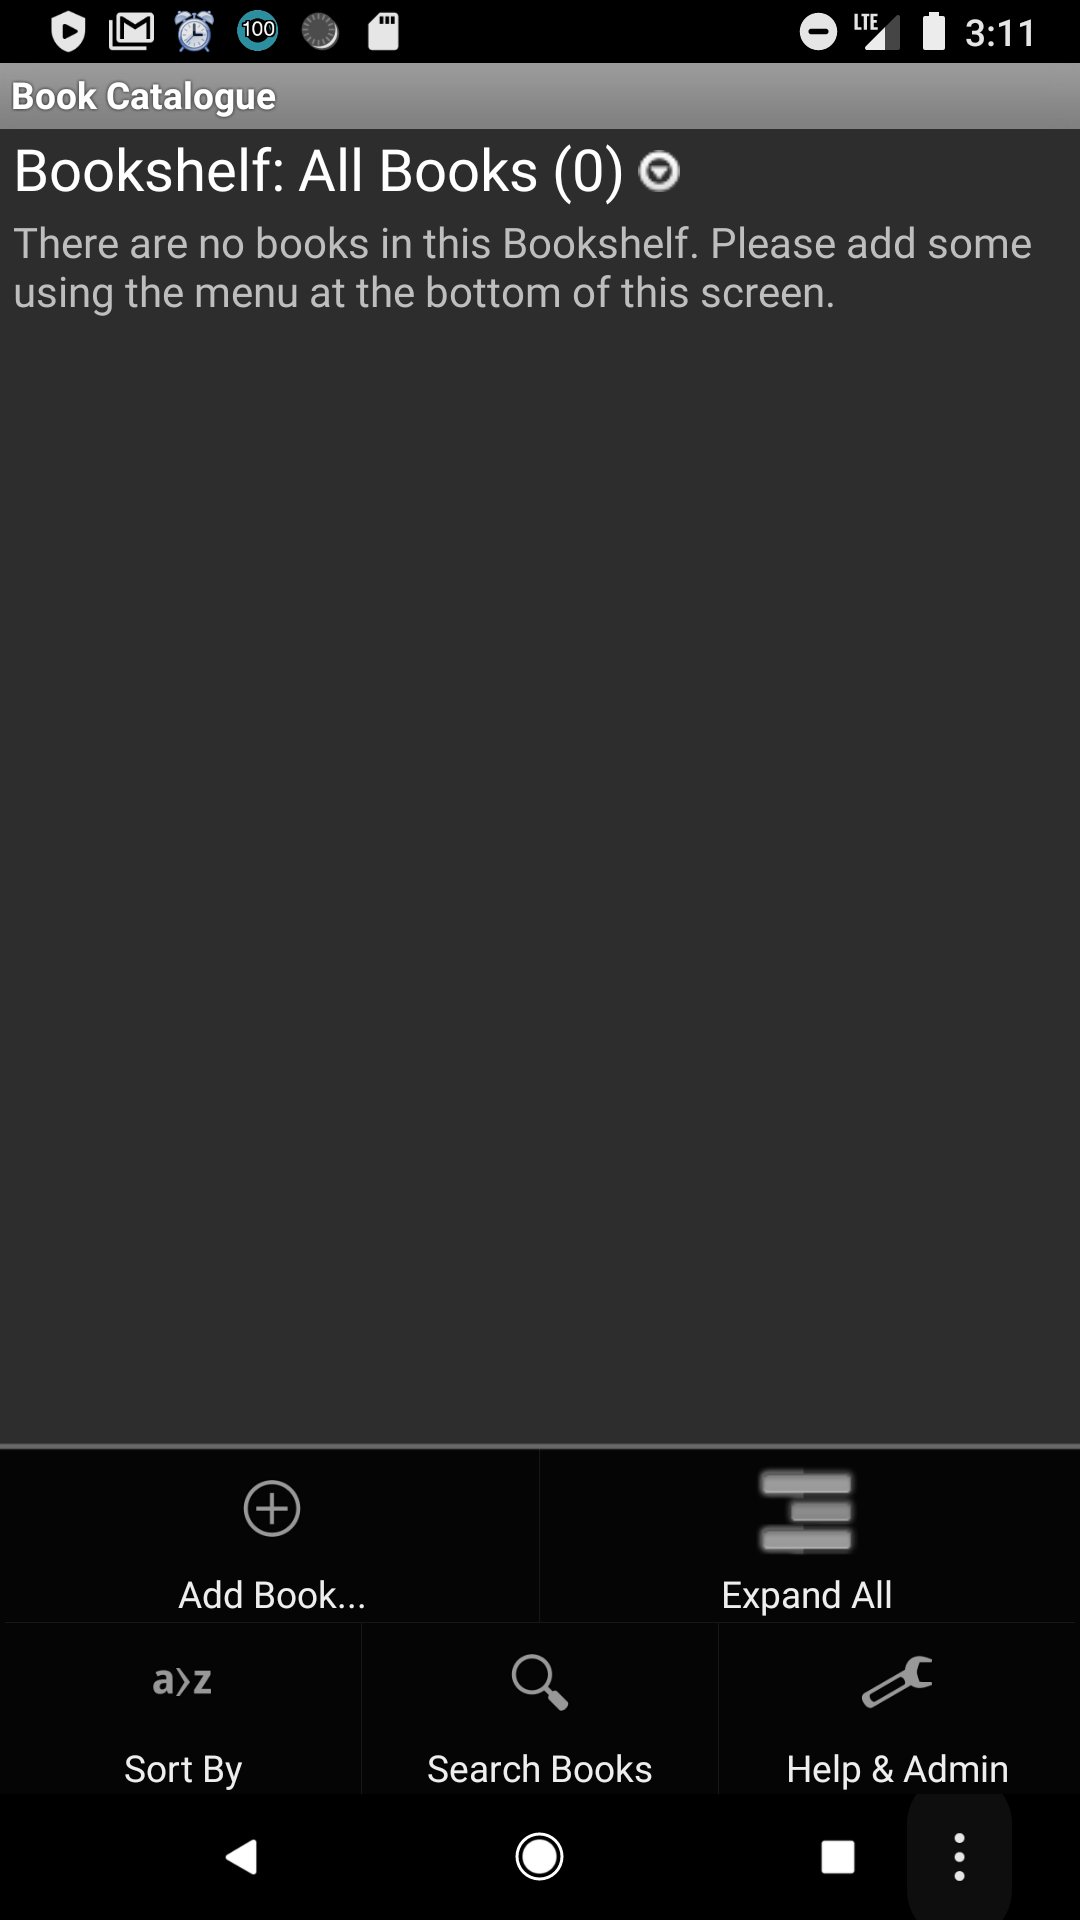 100
LTE
3:11
Book Catalogue
Bookshelf: All Books (0)
There are no books in this Bookshelf. Please add some
using the menu at the bottom of this screen.
Add Book...
Expand All
a›z
Sort By
Search Books
Help & Admin